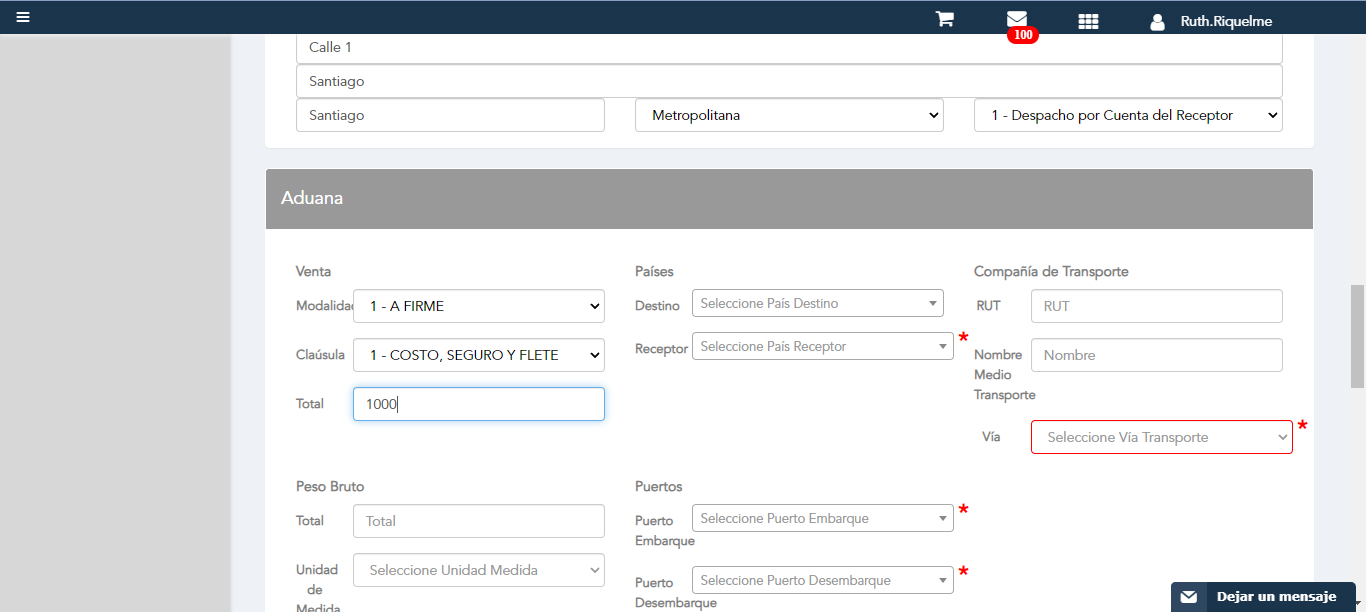 Ruth.Riquelme
100
Calle 1
Santiago
Santiago
Metropolitana
1 - Despacho por Cuenta del Receptor
Aduana
Venta
Modalidad
1 - A FIRME
Claúsula
1 - COSTO, SEGURO Y FLETE
Total
1000
Países
Destino
Seleccione País Destino
Receptor
Seleccione País Receptor
*
Compañía de Transporte
RUT
RUT
Nombre
Medio
Transporte
Nombre
Vía
Seleccione Vía Transporte
*
Peso Bruto
Total
Total
Unidad
de
Medida
Seleccione Unidad Medida
Puertos
Puerto
Embarque
Seleccione Puerto Embarque
*
Puerto
Desembarque
Seleccione Puerto Desembarque
*
Dejar un mensaje